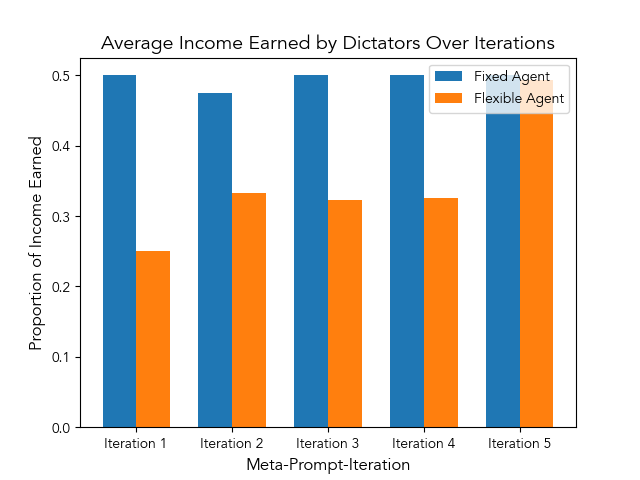 Average Income Earned by Dictators Over Iterations
Fixed Agent
Flexible Agent
Proportion of Income Earned
0.5
0.4
0.3
0.2
0.1
0.0
Iteration 1
Iteration 2
Iteration 3
Iteration 4
Iteration 5
Meta-Prompt-Iteration